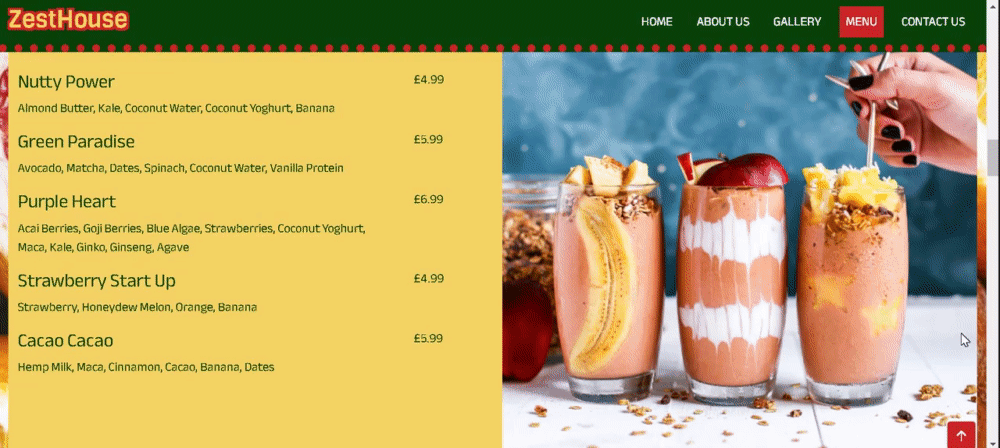 ZestHouse
HOME ABOUT US GALLERY MENU CONTACT US
Nutty Power £4.99
Almond Butter, Kale, Coconut Water, Coconut Yoghurt, Banana
Green Paradise £5.99
Avocado, Matcha, Dates, Spinach, Coconut Water, Vanilla Protein
Purple Heart £6.99
Acai Berries, Goji Berries, Blue Algae, Strawberries, Coconut Yoghurt,
Maca, Kale, Ginko, Ginseng, Agave
Strawberry Start Up £4.99
Strawberry, Honeydew Melon, Orange, Banana
Cacao Cacao £5.99
Hemp Milk, Maca, Cinnamon, Cacao, Banana, Dates